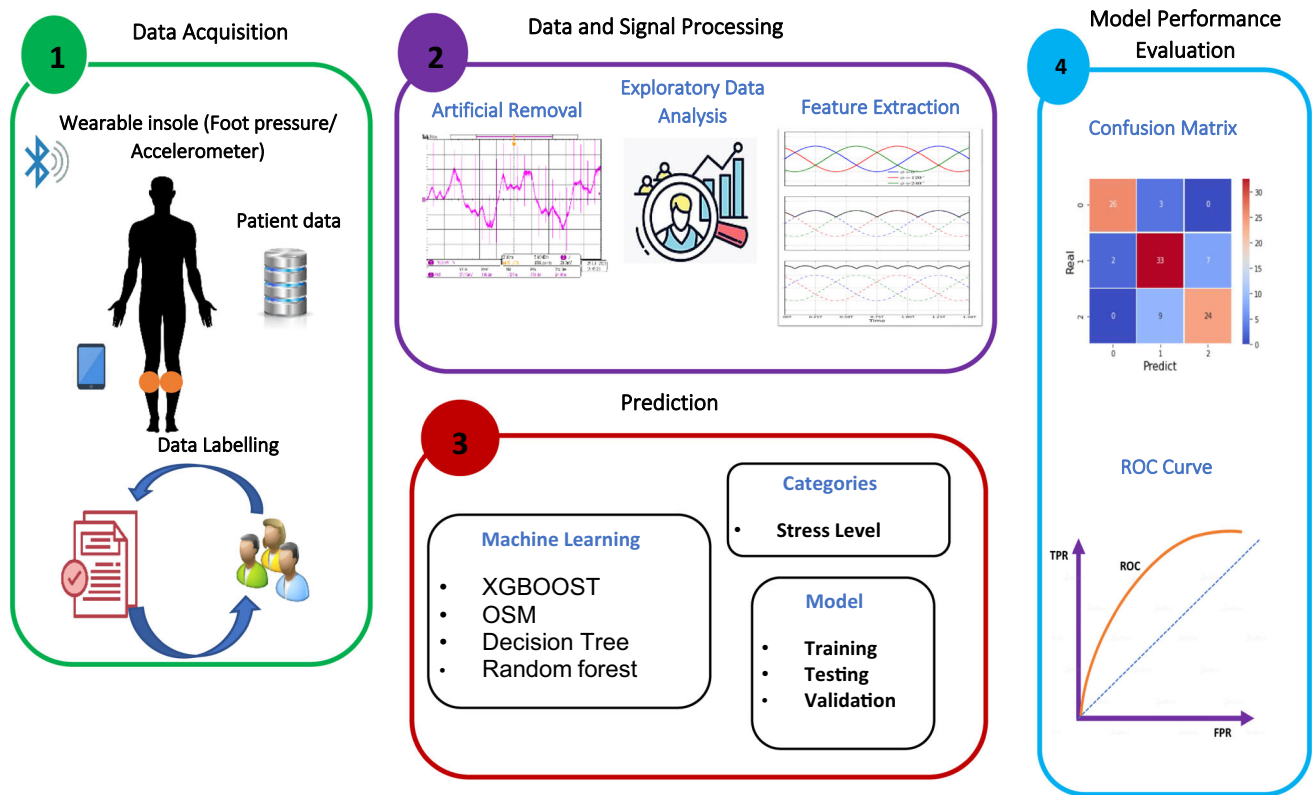 1
Data Acquisition
Wearable insole (Foot pressure/
Accelerometer)
Patient data
Data Labelling
2
Data and Signal Processing
Artificial Removal
Exploratory Data
Analysis
Feature Extraction
Time
3
Prediction
Machine Learning
• XGBOOST
• OSM
• Decision Tree
• Random forest
Categories
• Stress Level
Model
• Training
• Testing
• Validation
4
Model Performance
Evaluation
Confusion Matrix
Real
0
26 3 0
1
2 33 7
2
0 9 24
0 1 2
Predict
30
25
20
15
10
5
0
ROC Curve
TPR
ROC
FPR